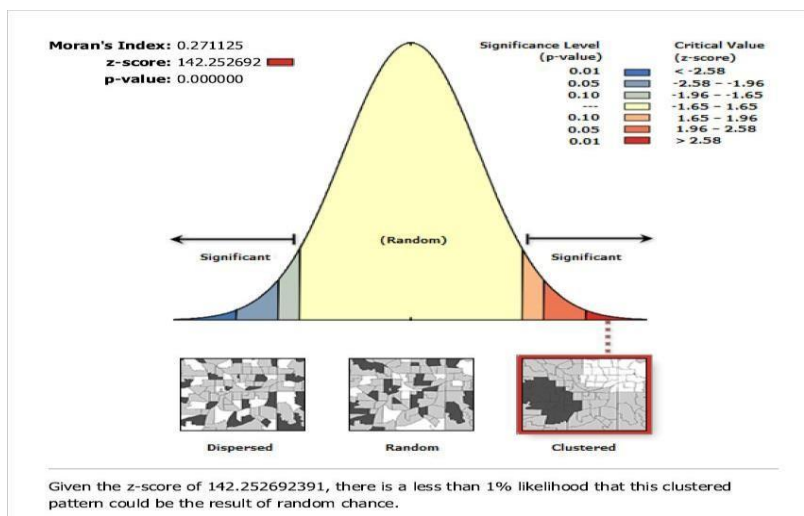 Moran's Index: 0.271125
z-score: 142.252692
p-value: 0.000000
Significance Level
(p-value)
Critical Value
(z-score)
0.01 < -2.58
0.05 -2.58 – -1.96
0.10 -1.96 – -1.65
--- -1.65 – 1.65
0.10 1.65 – 1.96
0.05 1.96 – 2.58
0.01 > 2.58
(Random)
Significant
Significant
Dispersed
Random
Clustered
Given the z-score of 142.252692391, there is a less than 1% likelihood that this clustered
pattern could be the result of random chance.